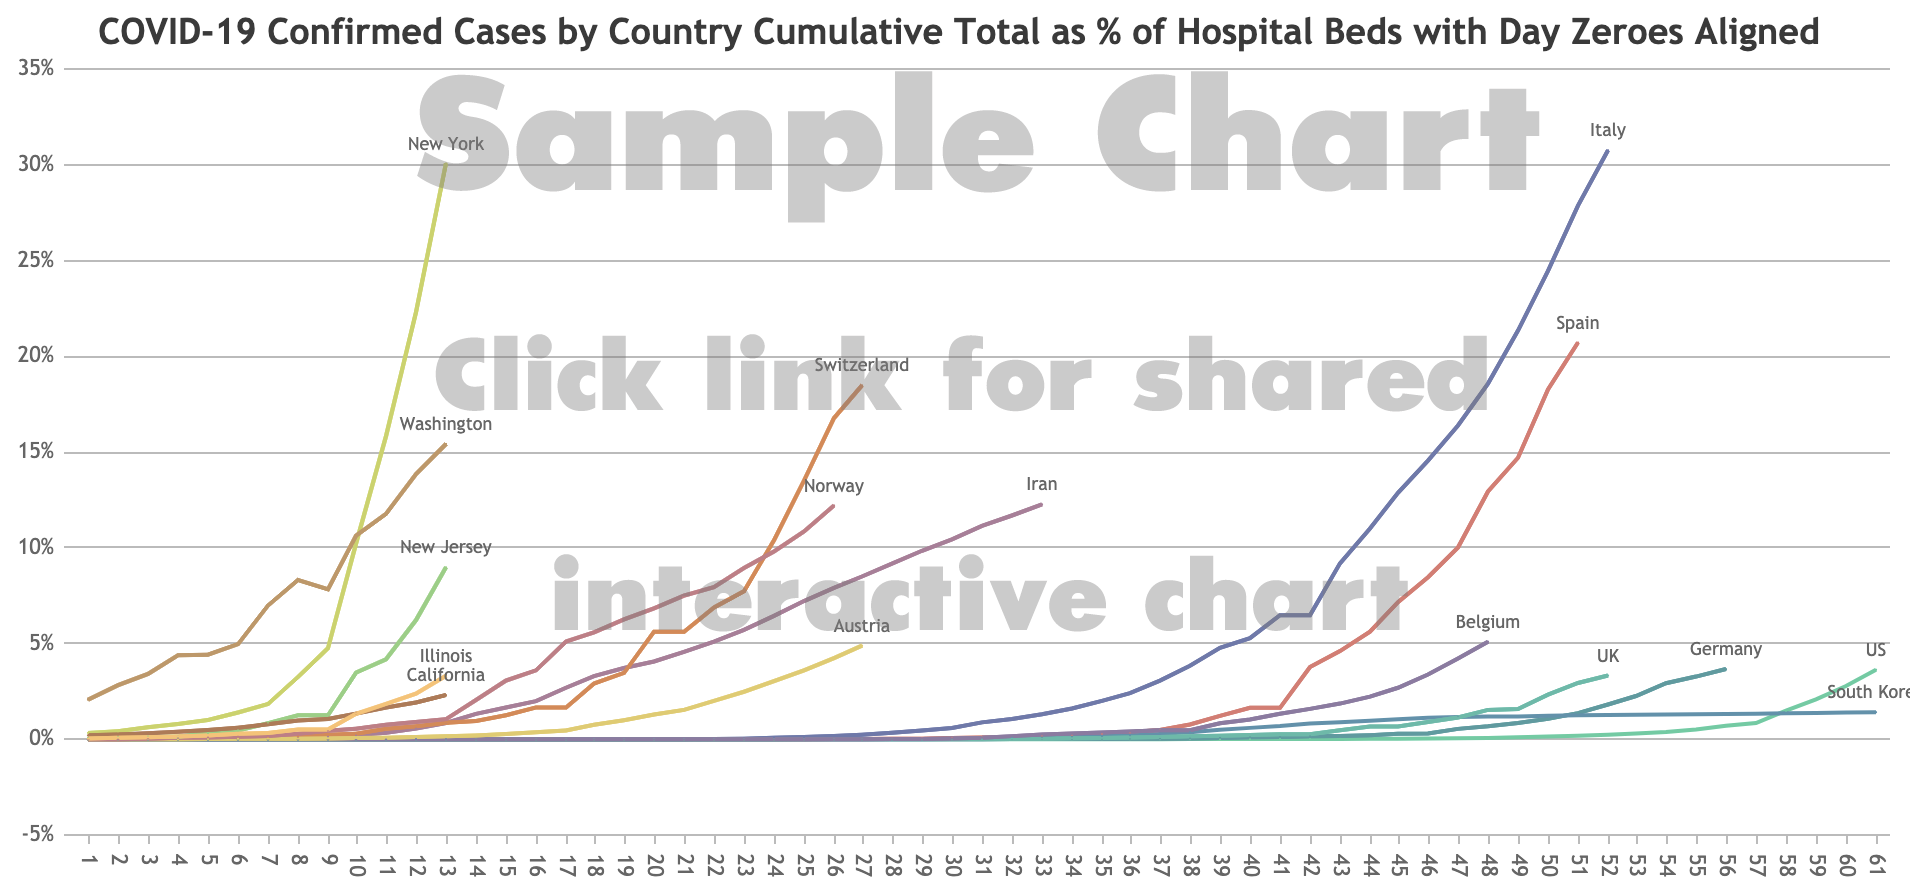 COVID-19 Confirmed Cases by Country Cumulative Total as % of Hospital Beds with Day Zeroes Aligned
35%
Sample Chart
Italy
New York
30%
25%
20%
Spain
Click link for shared
Switzerland
15%
Washington
Norway
Iran
10%
New Jersey
interactive chart
5%
Austria
Belgium
Illinois
UK
Germany
US
California
South Kore
0%
-5%
1 2 3 4 5 6 7 8 9 10 11 12 13 14 15 16 17 18 19 20 21 22 23 24 25 26 27 28 29 30 31 32 33 34 35 36 37 38 39 40 41 42 43 44 45 46 47 48 49 50 51 52 53 54 55 56 57 58 59 60 61